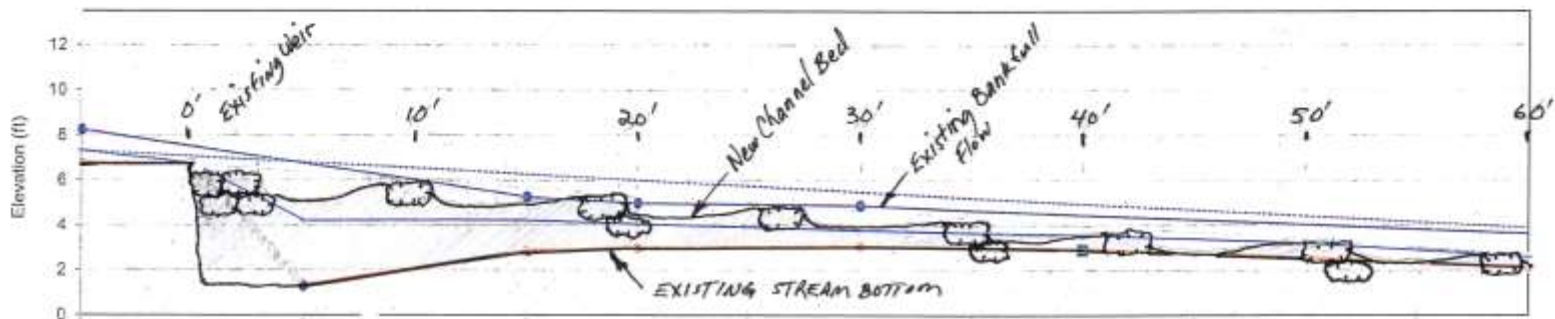 12
10
8
6
4
2
0
Elevation (ft)
0'
Existing Weir
10'
20'
New Channel Bed
30'
Existing Bankfull
Flow
40'
50'
60'
EXISTING STREAM BOTTOM